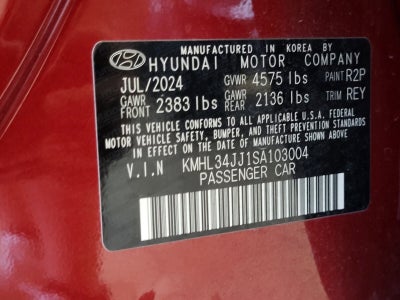 MANUFACTURED IN KOREA BY
HYUNDAI MOTOR COMPANY
JUL/2024 GVWR 4575 lbs PAINT R2P
GAWR FRONT 2383 lbs GAWR REAR 2136 lbs TRIM REY
THIS VEHICLE CONFORMS TO ALL APPLICABLE U.S.A. FEDERAL
MOTOR VEHICLE SAFETY, BUMPER, AND THEFT PREVENTION STANDARDS
IN EFFECT ON THE DATE OF MANUFACTURE SHOWN ABOVE.
V.I.N KMHL34JJ1SA103004
PASSENGER CAR